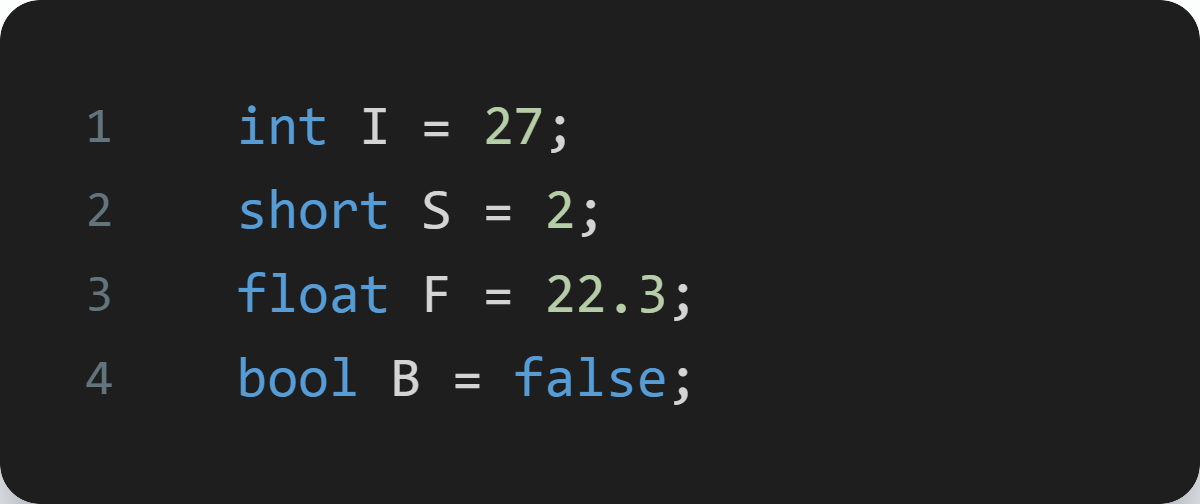 1 int I = 27;
2 short S = 2;
3 float F = 22.3;
4 bool B = false;